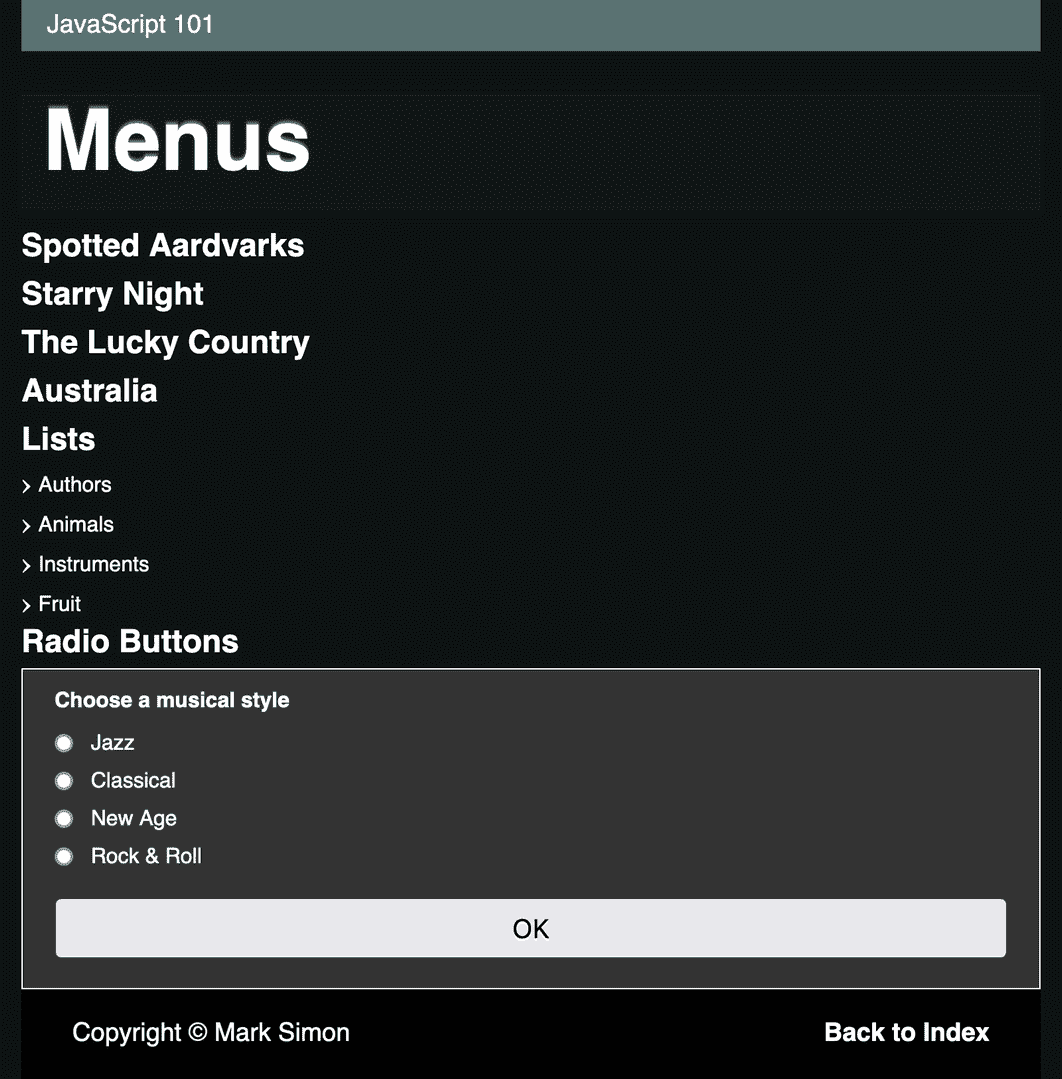 JavaScript 101
Menus
Spotted Aardvarks
Starry Night
The Lucky Country
Australia
Lists
Authors
Animals
Instruments
Fruit
Radio Buttons
Choose a musical style
Jazz
Classical
New Age
Rock & Roll
OK
Copyright © Mark Simon Back to Index